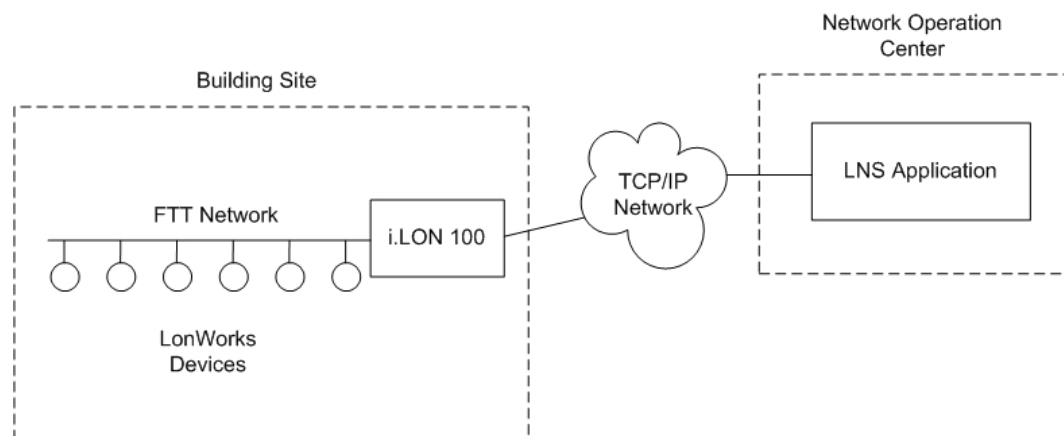 Network Operation
Center
Building Site
TCP/IP
Network
LNS Application
FTT Network
i.LON 100
LonWorks
Devices